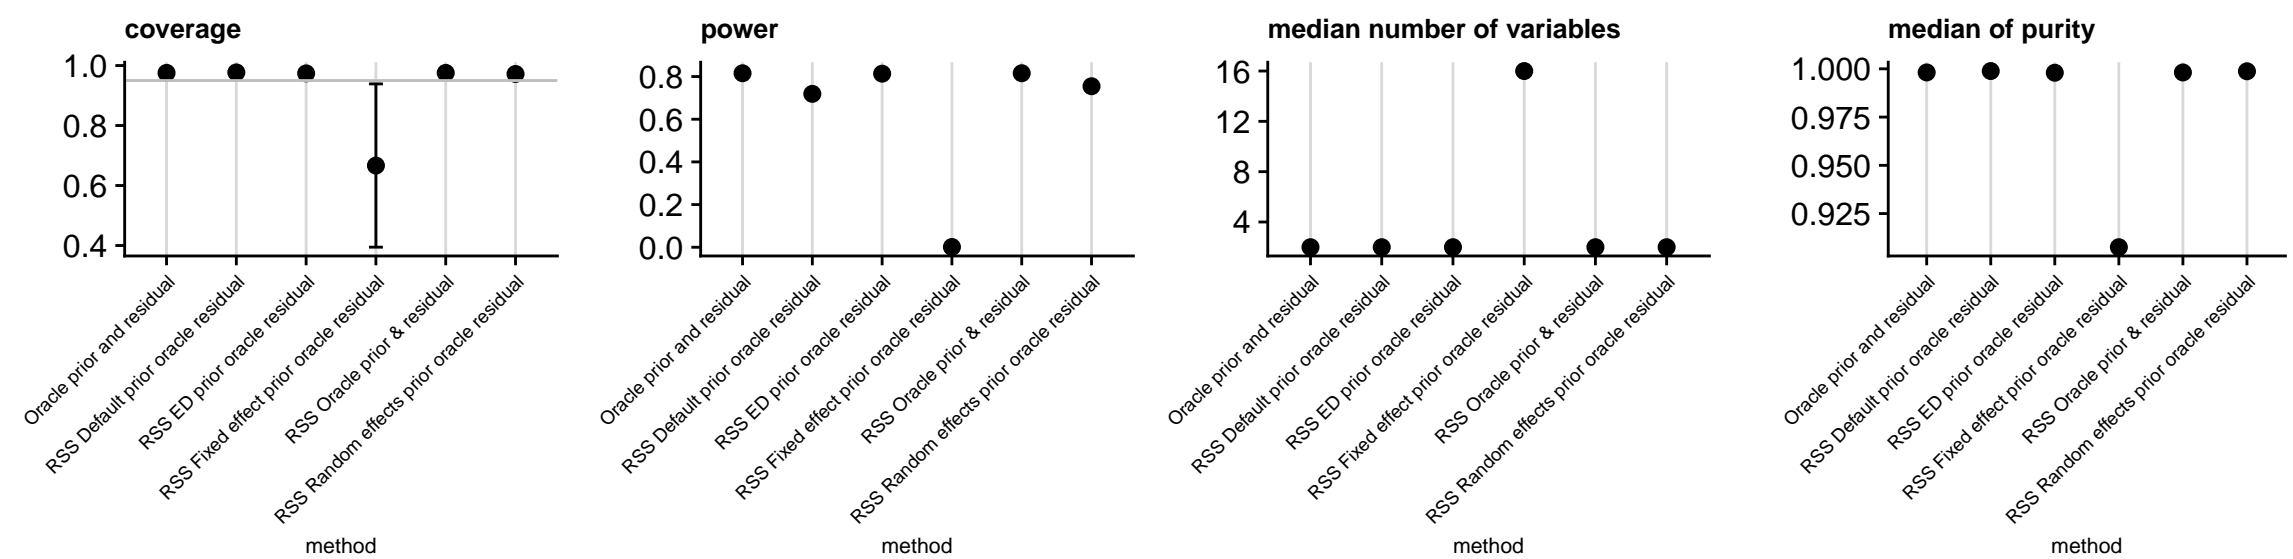 coverage
1.0
0.8
0.6
0.4
Oracle prior and residual
RSS Default prior oracle residual
RSS ED prior oracle residual
RSS Fixed effect prior oracle residual
RSS Oracle prior & residual
RSS Random effects prior oracle residual
method
power
0.8
0.6
0.4
0.2
0.0
Oracle prior and residual
RSS Default prior oracle residual
RSS ED prior oracle residual
RSS Fixed effect prior oracle residual
RSS Oracle prior & residual
RSS Random effects prior oracle residual
method
median number of variables
16
12
8
4
Oracle prior and residual
RSS Default prior oracle residual
RSS ED prior oracle residual
RSS Fixed effect prior oracle residual
RSS Oracle prior & residual
RSS Random effects prior oracle residual
method
median of purity
1.000
0.975
0.950
0.925
Oracle prior and residual
RSS Default prior oracle residual
RSS ED prior oracle residual
RSS Fixed effect prior oracle residual
RSS Oracle prior & residual
RSS Random effects prior oracle residual
method